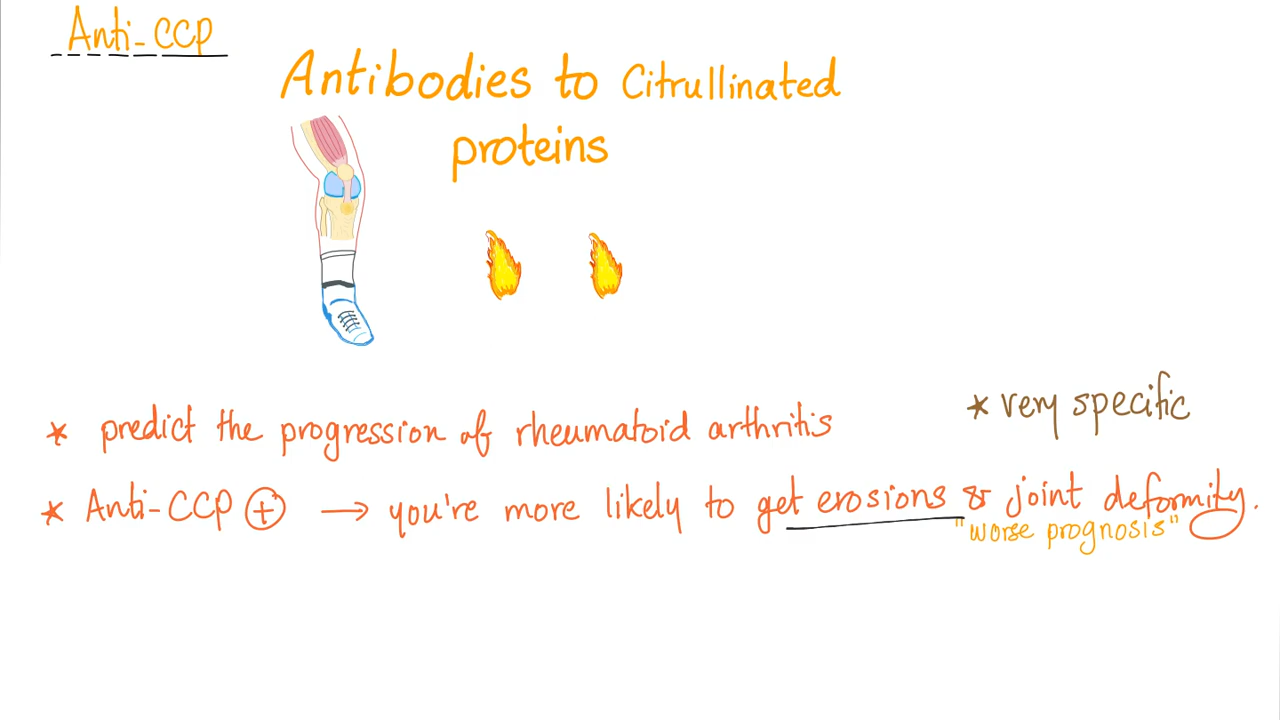 Anti-CCP
Antibodies to Citrullinated
proteins
* very specific
* predict the progression of rheumatoid arthritis
* Anti-CCP + → you're more likely to get erosions & joint deformity.
"worse prognosis"